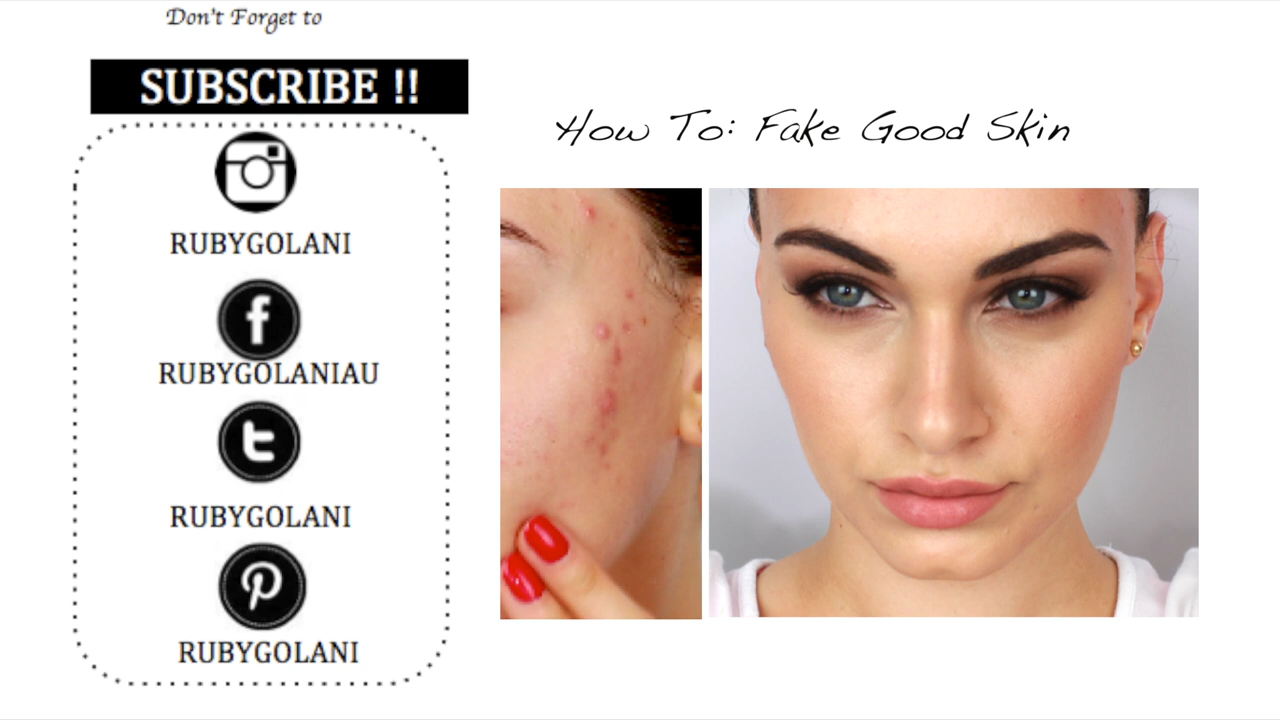 Don't Forget to
SUBSCRIBE !!
RUBYGOLANI
RUBYGOLANIAU
RUBYGOLANI
RUBYGOLANI
How To: Fake Good Skin